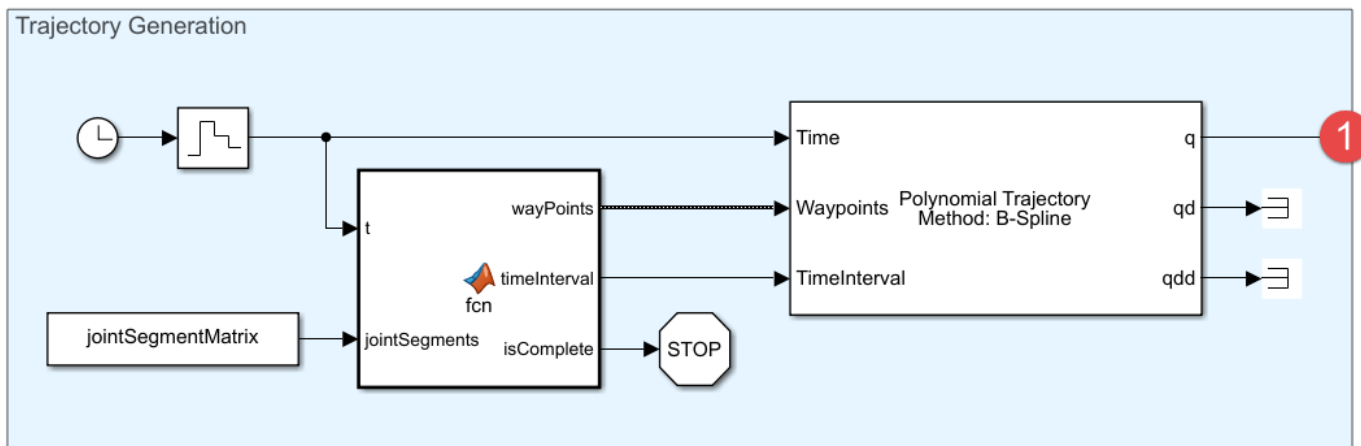 Trajectory Generation
Time
q
1
wayPoints
Waypoints
Polynomial Trajectory
Method: B-Spline
qd
t
timeInterval
TimeInterval
qdd
fcn
jointSegmentMatrix
jointSegments
isComplete
STOP